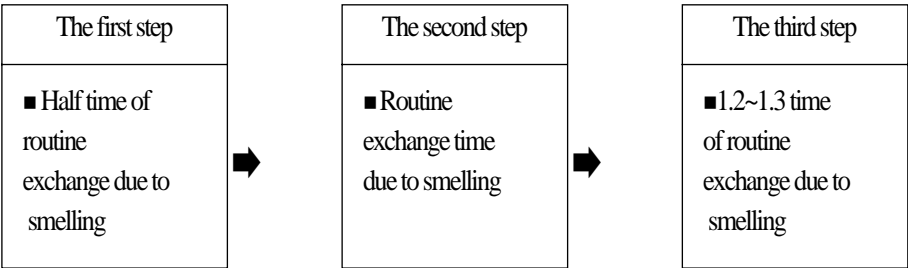 The first step
■ Half time of
routine
exchange due to
smelling
The second step
■ Routine
exchange time
due to smelling
The third step
■1.2~1.3 time
of routine
exchange due to
smelling